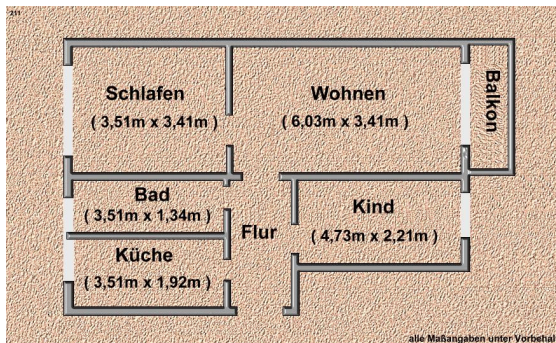 211
Schlafen
( 3,51m x 3,41m )
Wohnen
( 6,03m x 3,41m )
Balkon
Bad
( 3,51m x 1,34m )
Flur
Kind
( 4,73m x 2,21m )
Küche
( 3,51m x 1,92m )
alle Maßangaben unter Vorbehal